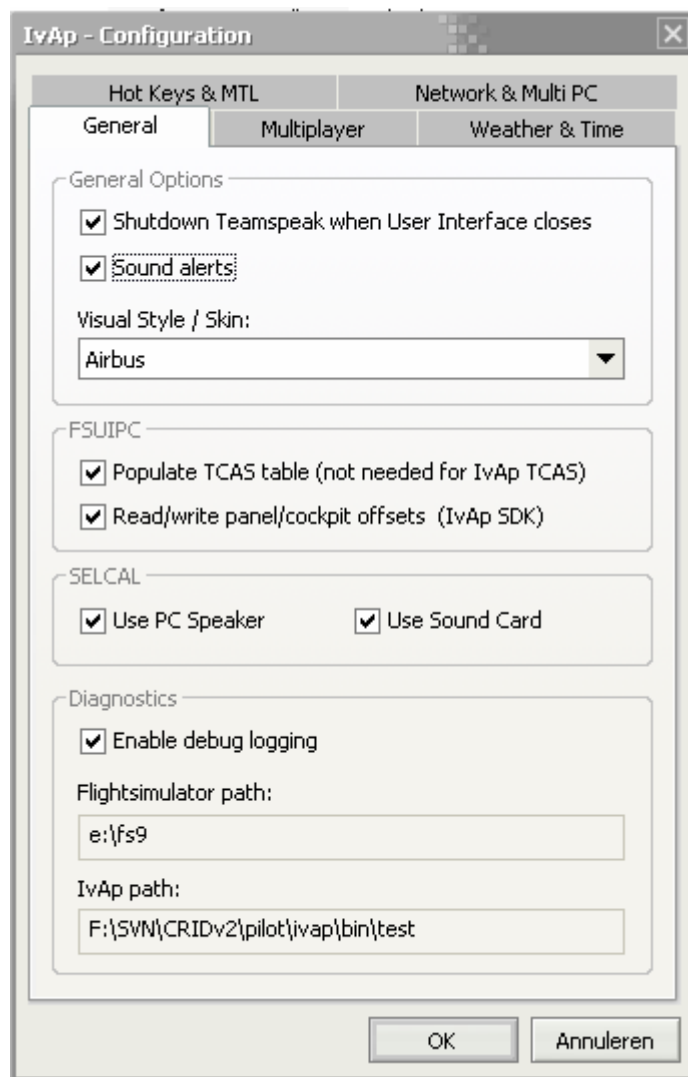 IvAp - Configuration
Hot Keys & MTL
Network & Multi PC
General
Multiplayer
Weather & Time
General Options
Shutdown Teamspeak when User Interface closes
Sound alerts
Visual Style / Skin:
Airbus
FSUIPC
Populate TCAS table (not needed for IvAp TCAS)
Read/write panel/cockpit offsets (IvAp SDK)
SELCAL
Use PC Speaker
Use Sound Card
Diagnostics
Enable debug logging
Flightsimulator path:
e:\fs9
IvAp path:
F:\SVN\CRIDv2\pilot\ivap\bin\test
OK
Annuleren